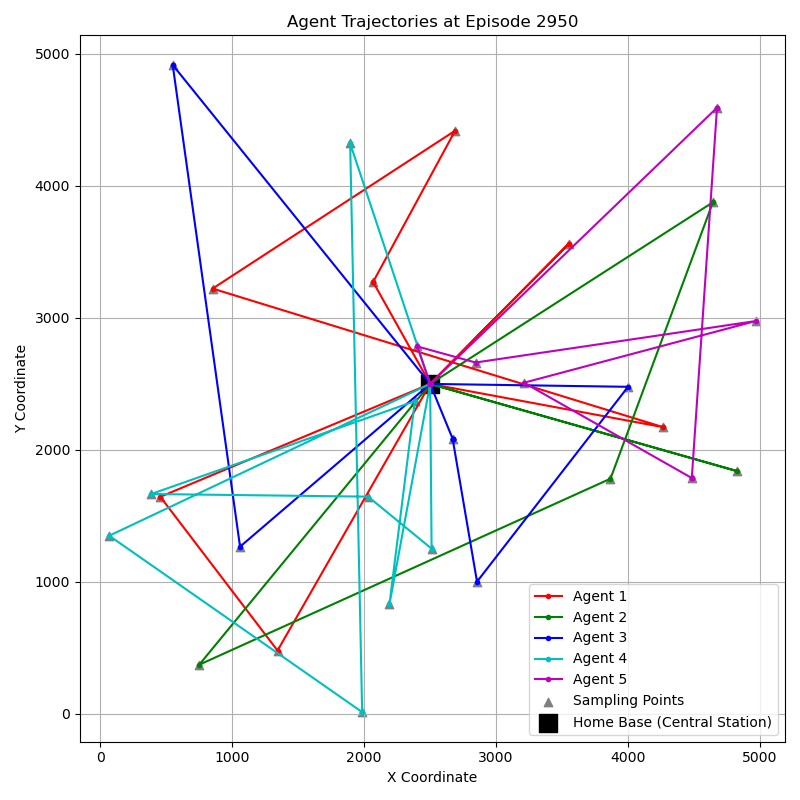 Agent Trajectories at Episode 2950
Y Coordinate
5000
4000
3000
2000
1000
0
0 1000 2000 3000 4000 5000
X Coordinate
Agent 1
Agent 2
Agent 3
Agent 4
Agent 5
Sampling Points
Home Base (Central Station)